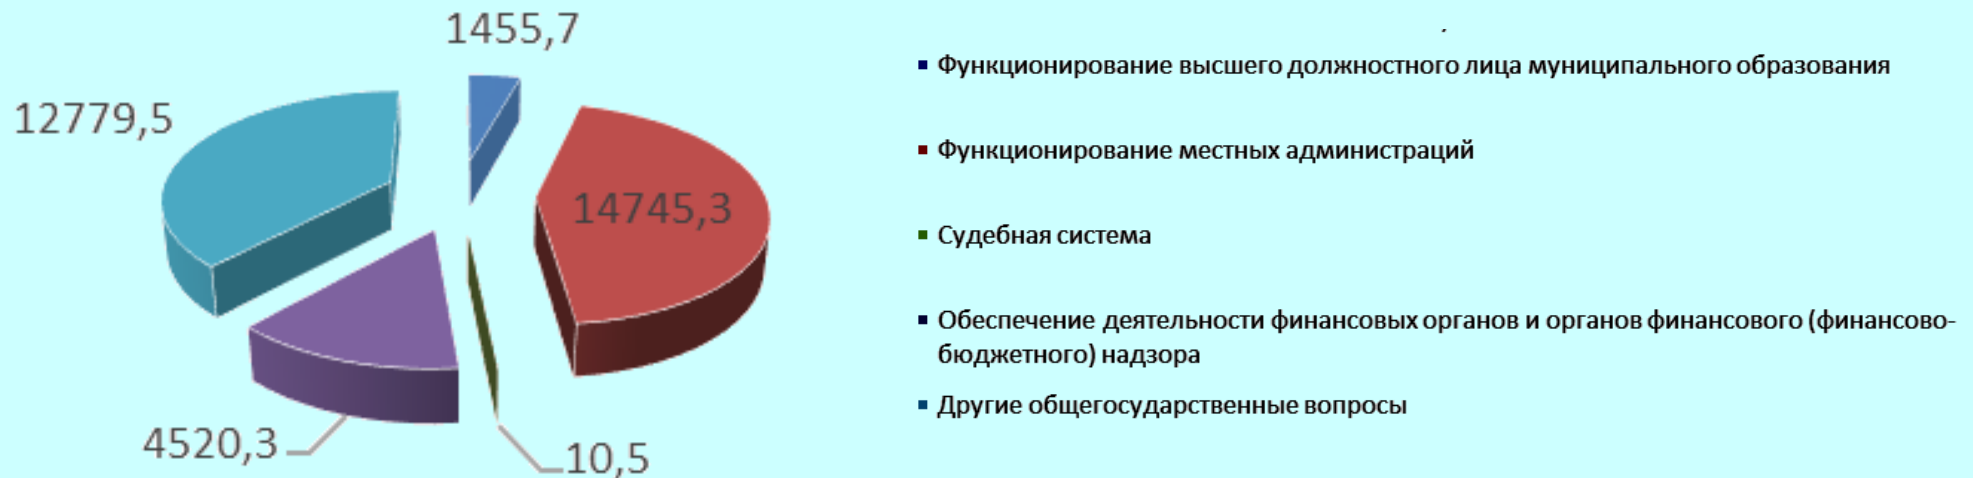 1455,7
12779,5
14745,3
4520,3
10,5
Функционирование высшего должностного лица муниципального образования
Функционирование местных администраций
Судебная система
Обеспечение деятельности финансовых органов и органов финансового (финансово-
бюджетного) надзора
Другие общегосударственные вопросы